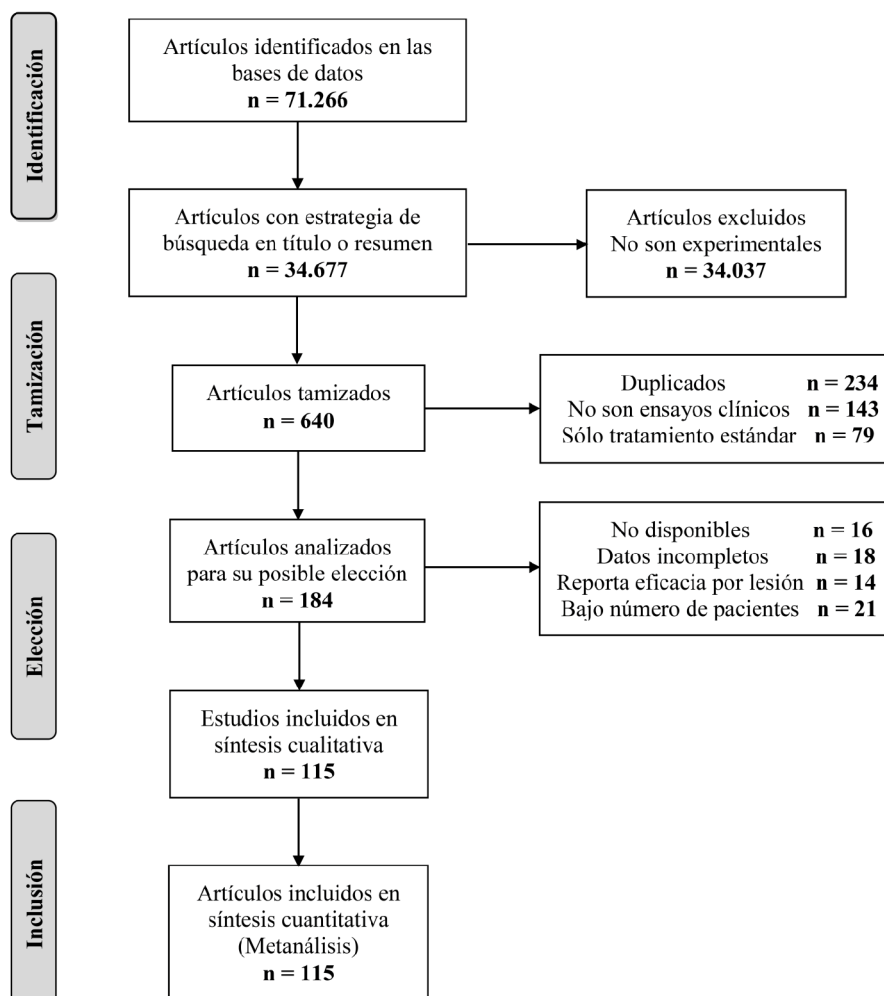 Identificación
Artículos identificados en las
bases de datos
n = 71.266
Artículos con estrategia de
búsqueda en título o resumen
n = 34.677
Artículos excluidos
No son experimentales
n = 34.037
Tamización
Artículos tamizados
n = 640
Duplicados n = 234
No son ensayos clínicos n = 143
Sólo tratamiento estándar n = 79
Elección
Artículos analizados
para su posible elección
n = 184
No disponibles n = 16
Datos incompletos n = 18
Reporta eficacia por lesión n = 14
Bajo número de pacientes n = 21
Estudios incluidos en
síntesis cualitativa
n = 115
Inclusión
Artículos incluidos en
síntesis cuantitativa
(Metanálisis)
n = 115